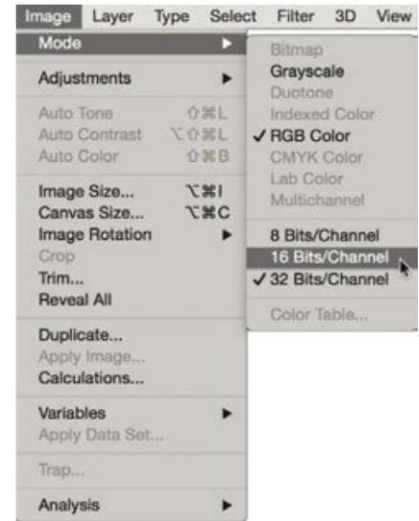 Image Layer Type Select Filter 3D View
Mode ▶
Adjustments ▶
Auto Tone ⇧⌘L
Auto Contrast ⌥⇧⌘L
Auto Color ⇧⌘B
Image Size... ⌥⌘I
Canvas Size... ⌥⌘C
Image Rotation ▶
Crop
Trim...
Reveal All
Duplicate...
Apply Image...
Calculations...
Variables ▶
Apply Data Set...
Trap...
Analysis ▶
Bitmap
Grayscale
Duotone
Indexed Color
✓ RGB Color
CMYK Color
Lab Color
Multichannel
8 Bits/Channel
16 Bits/Channel
✓ 32 Bits/Channel
Color Table...